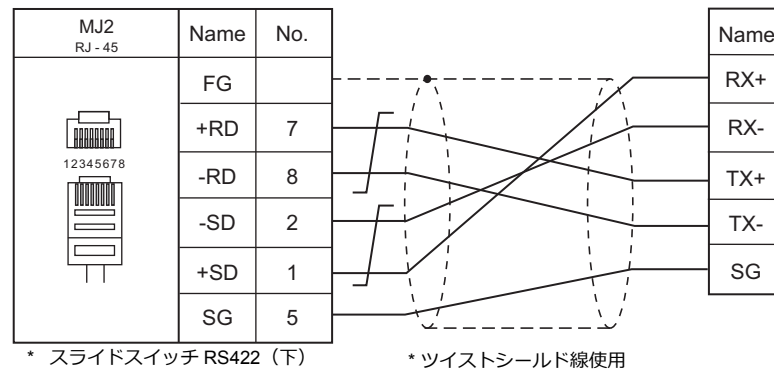 MJ2 Name No. Name
RJ - 45
FG RX+
+RD 7 RX-
12345678
-RD 8 TX+
-SD 2 TX-
+SD 1 SG
SG 5
* スライドスイッチ RS422（下） * ツイストシールド線使用